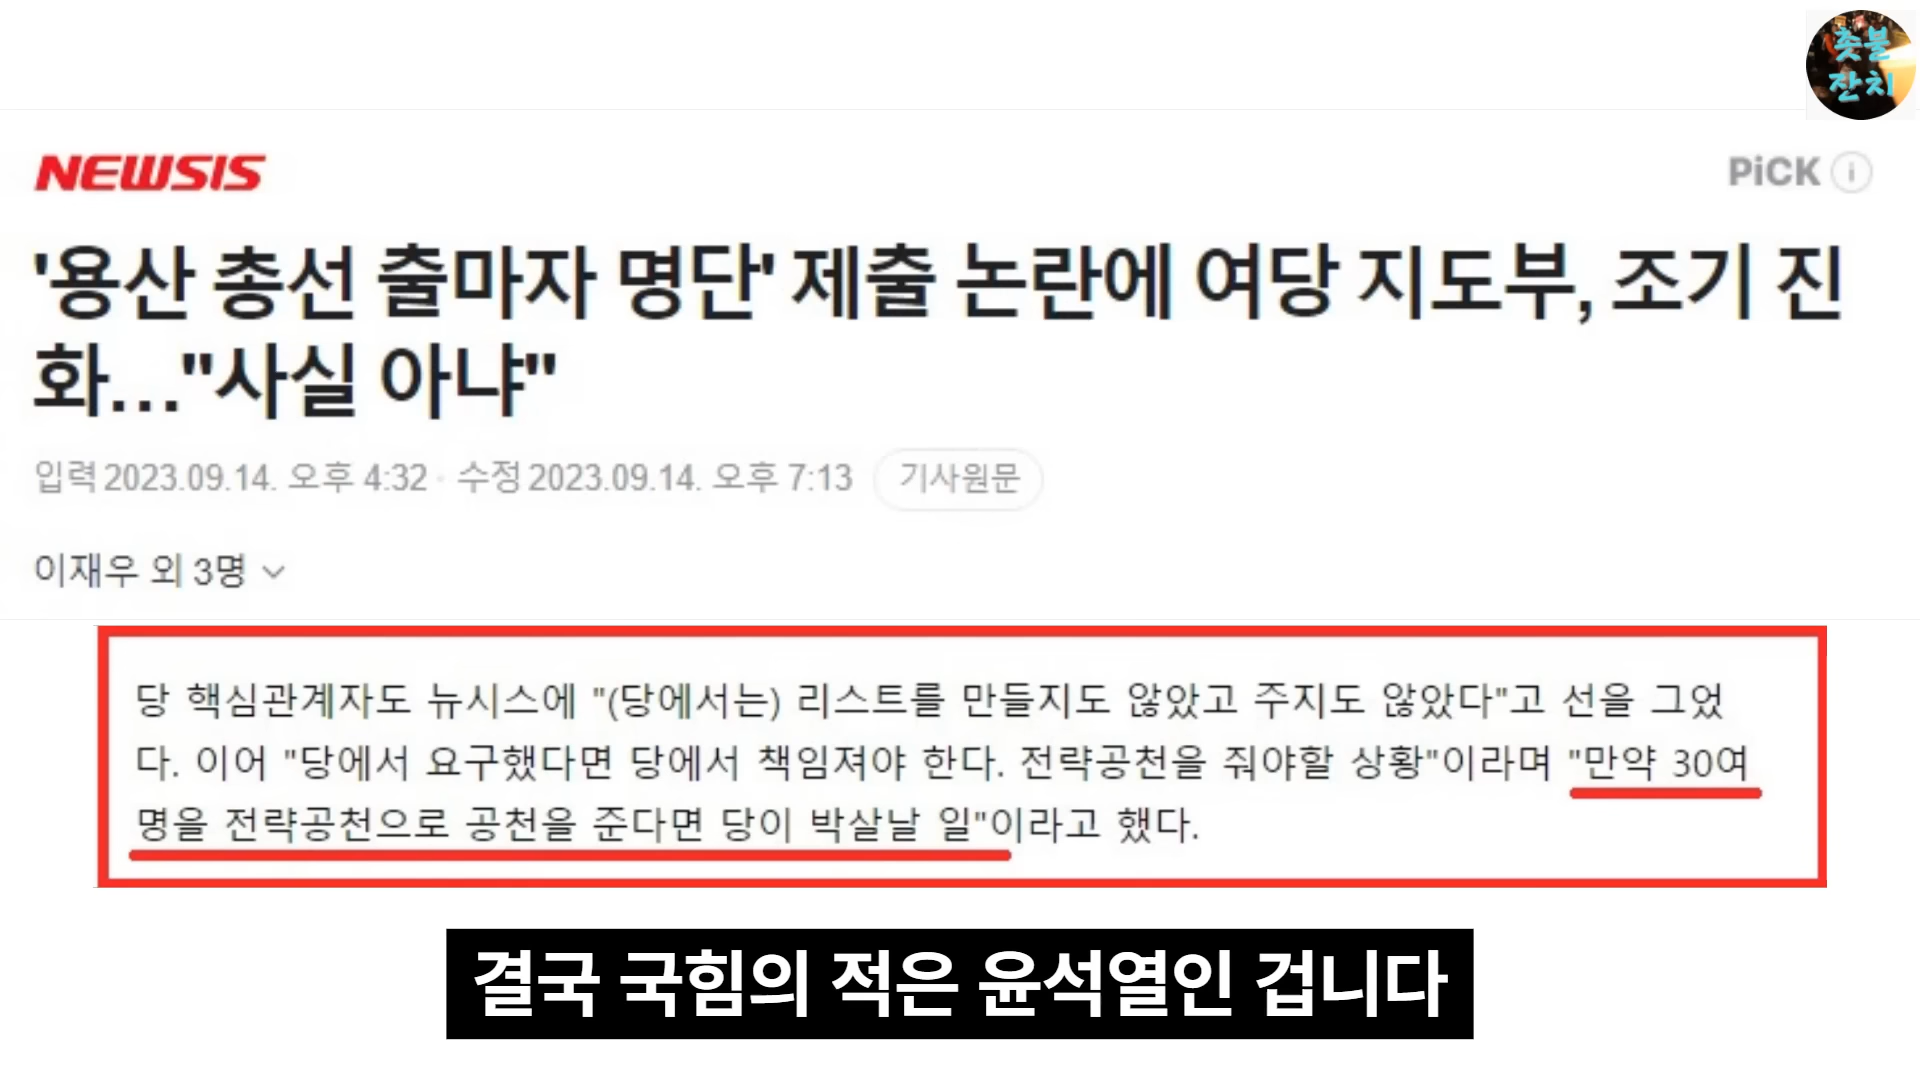 촛불
잔치
NEWSIS
PiCK
'용산 총선 출마자 명단' 제출 논란에 여당 지도부, 조기 진
화…"사실 아냐"
입력 2023.09.14. 오후 4:32 · 수정 2023.09.14. 오후 7:13 기사원문
이재우 외 3명
당 핵심관계자도 뉴시스에 "(당에서는) 리스트를 만들지도 않았고 주지도 않았다"고 선을 그었
다. 이어 "당에서 요구했다면 당에서 책임져야 한다. 전략공천을 줘야할 상황"이라며 "만약 30여
명을 전략공천으로 공천을 준다면 당이 박살날 일"이라고 했다.
결국 국힘의 적은 윤석열인 겁니다